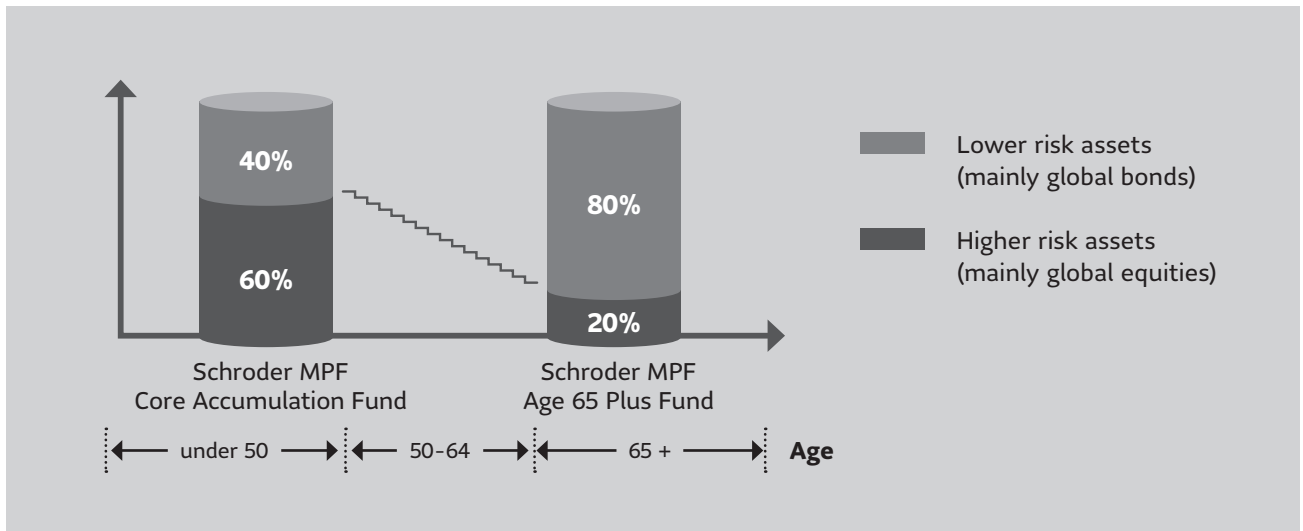 40%
60%
80%
20%
Lower risk assets
(mainly global bonds)
Higher risk assets
(mainly global equities)
Schroder MPF
Core Accumulation Fund
Schroder MPF
Age 65 Plus Fund
under 50
50-64
65 +
Age